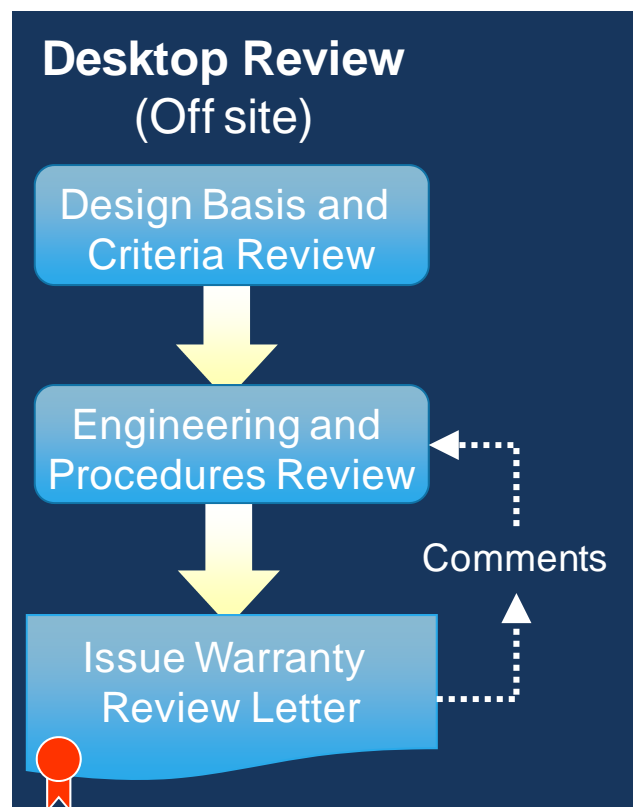 Desktop Review
(Off site)
Design Basis and
Criteria Review
Engineering and
Procedures Review
Comments
Issue Warranty
Review Letter